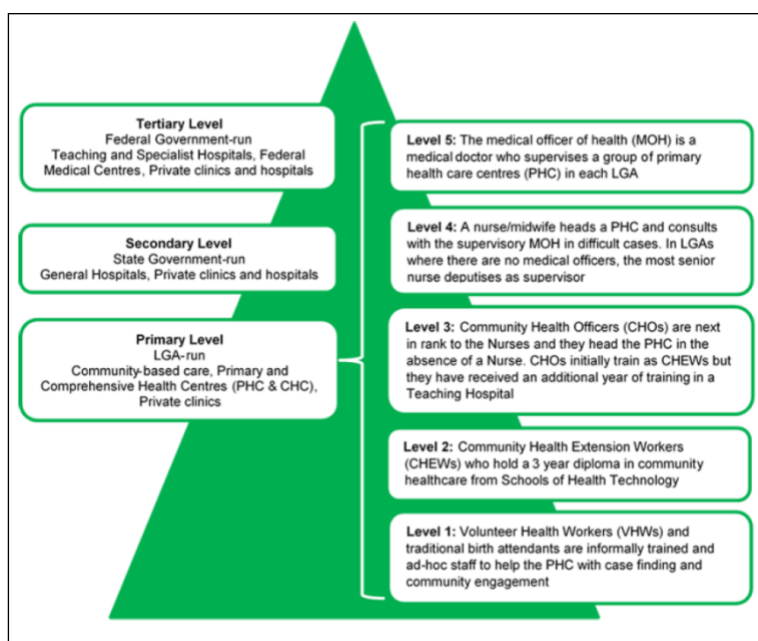 Tertiary Level
Federal Government-run
Teaching and Specialist Hospitals, Federal
Medical Centres, Private clinics and hospitals
Secondary Level
State Government-run
General Hospitals, Private clinics and hospitals
Primary Level
LGA-run
Community-based care, Primary and
Comprehensive Health Centres (PHC & CHC),
Private clinics
Level 5: The medical officer of health (MOH) is a
medical doctor who supervises a group of primary
health care centres (PHC) in each LGA
Level 4: A nurse/midwife heads a PHC and consults
with the supervisory MOH in difficult cases. In LGAs
where there are no medical officers, the most senior
nurse deputises as supervisor
Level 3: Community Health Officers (CHOs) are next
in rank to the Nurses and they head the PHC in the
absence of a Nurse. CHOs initially train as CHEWs but
they have received an additional year of training in a
Teaching Hospital
Level 2: Community Health Extension Workers
(CHEWs) who hold a 3 year diploma in community
healthcare from Schools of Health Technology
Level 1: Volunteer Health Workers (VHWs) and
traditional birth attendants are informally trained and
ad-hoc staff to help the PHC with case finding and
community engagement